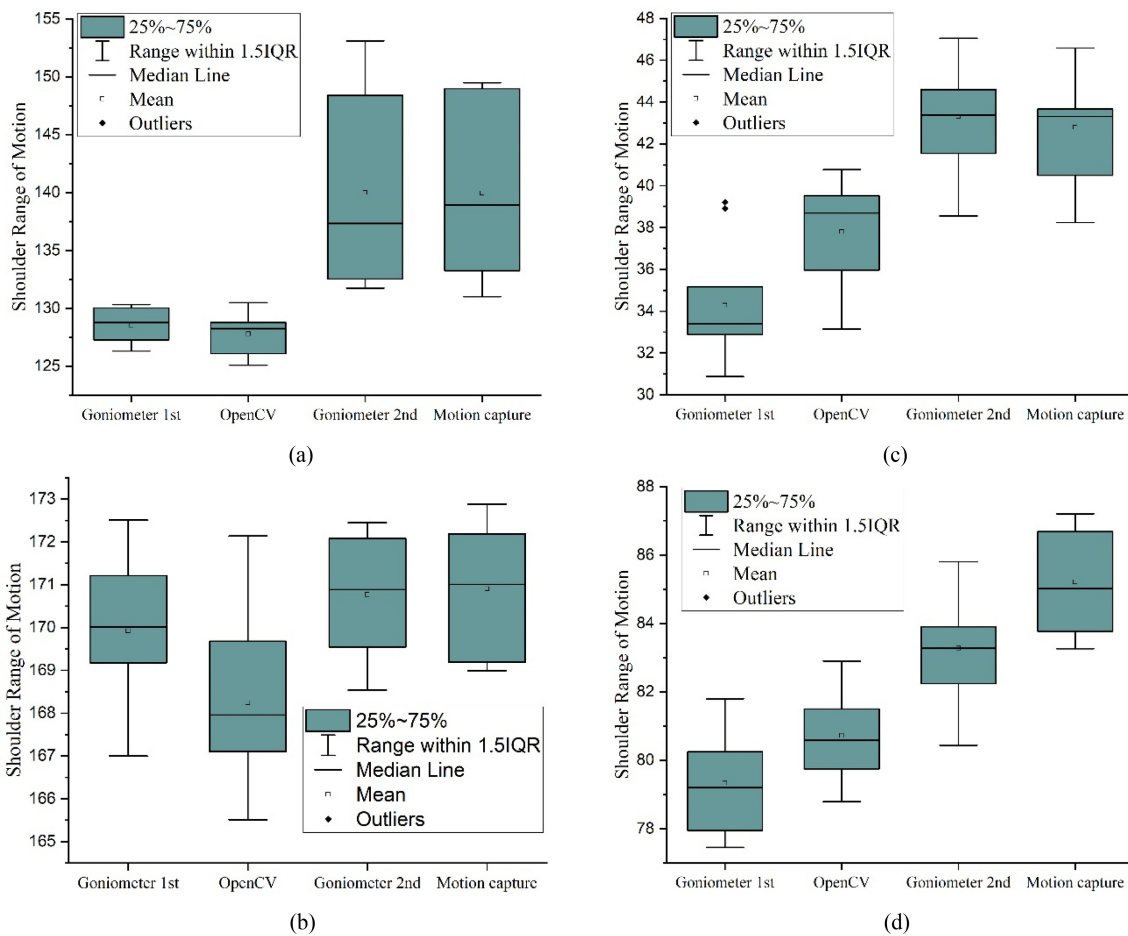 155
150
145
140
135
130
125
Shoulder Range of Motion
25%~75%
Range within 1.5IQR
Median Line
Mean
Outliers
Goniometer 1st
OpenCV
Goniometer 2nd
Motion capture
(a)
48
46
44
42
40
38
36
34
32
30
Shoulder Range of Motion
25%~75%
Range within 1.5IQR
Median Line
Mean
Outliers
Goniometer 1st
OpenCV
Goniometer 2nd
Motion capture
(c)
173
172
171
170
169
168
167
166
165
Shoulder Range of Motion
25%~75%
Range within 1.5IQR
Median Line
Mean
Outliers
Goniometer 1st
OpenCV
Goniometer 2nd
Motion capture
(b)
88
86
84
82
80
78
Shoulder Range of Motion
25%~75%
Range within 1.5IQR
Median Line
Mean
Outliers
Goniometer 1st
OpenCV
Goniometer 2nd
Motion capture
(d)